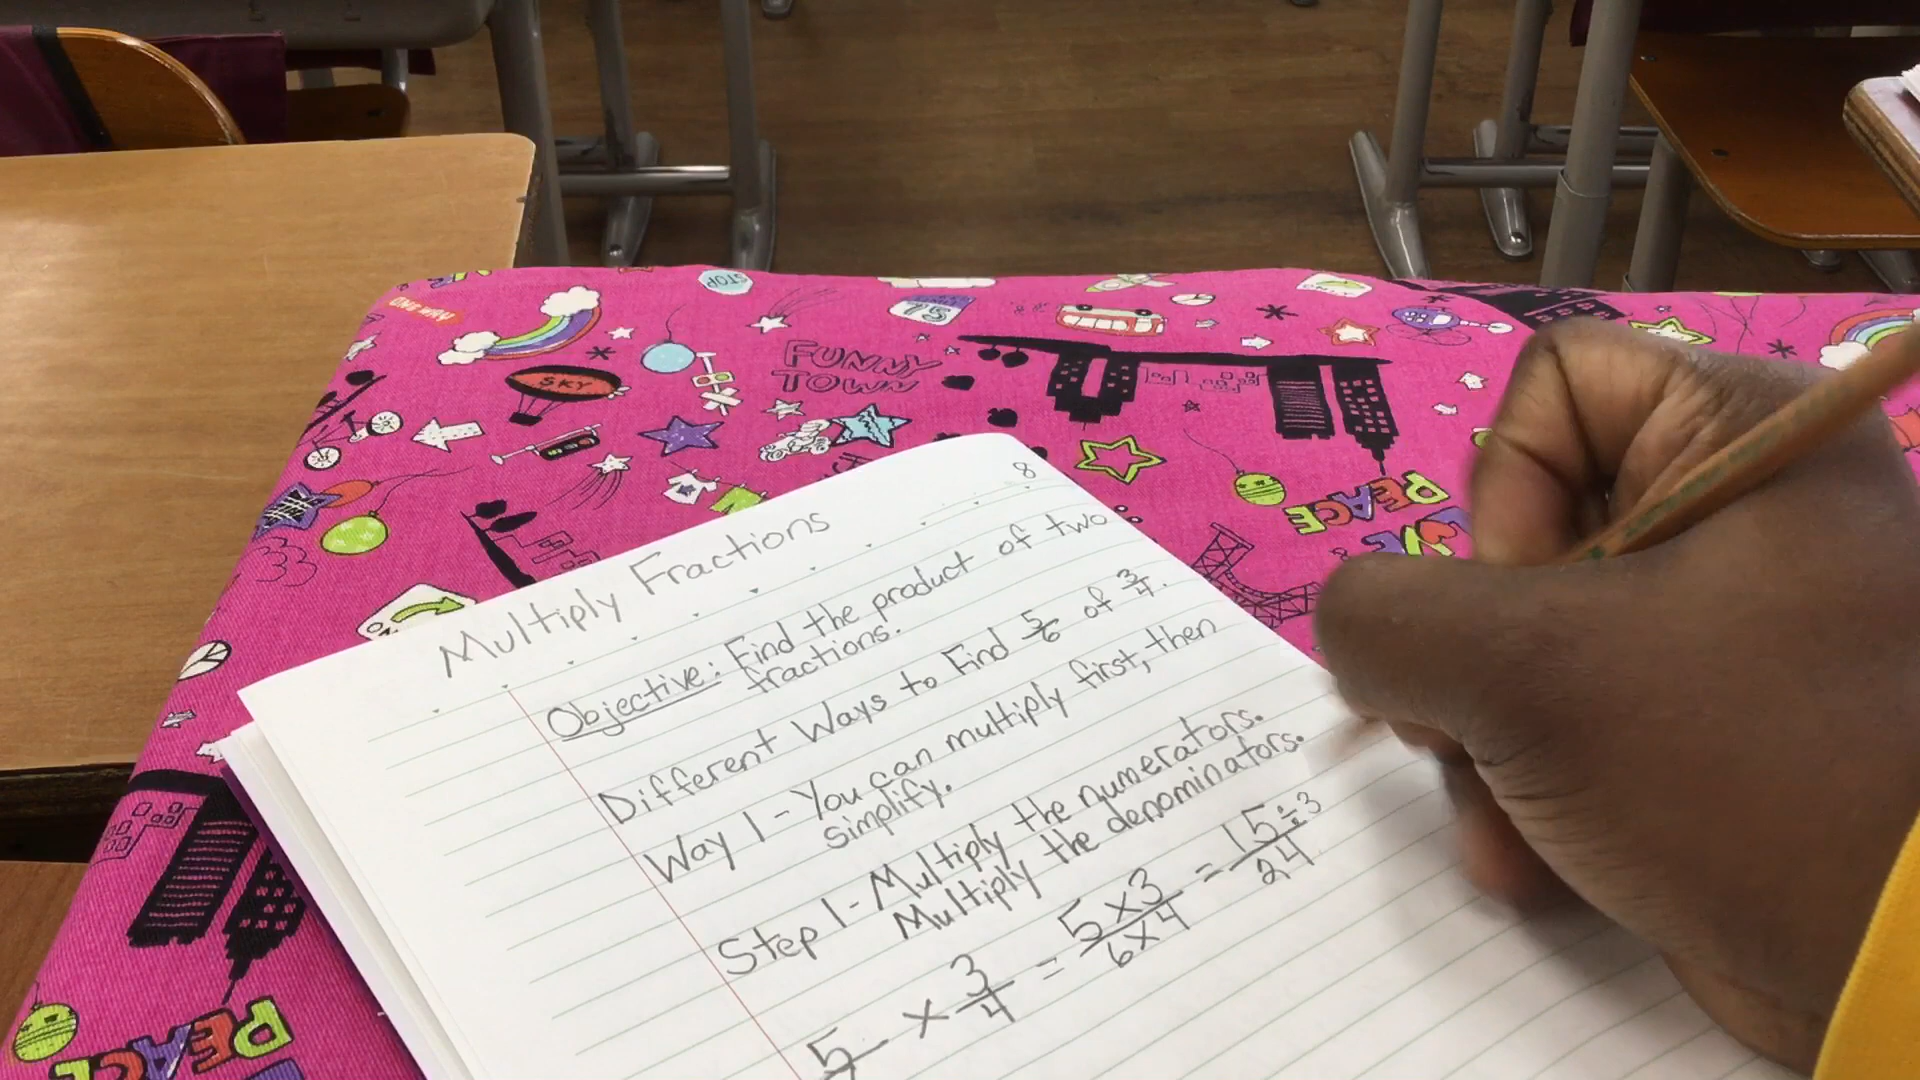 ONE WAY
STOP
75
ONLY
SKY
FUNNY
TOWN
PEACE
8
Multiply Fractions
Objective: Find the product of two
fractions.
Different Ways to Find 5/6 of 3/4.
Way 1 - You can multiply first, then
simplify.
Step 1 - Multiply the numerators.
Multiply the denominators.
5 × 3/4 = 5×3/6×4 = 15÷3/24
PEACE